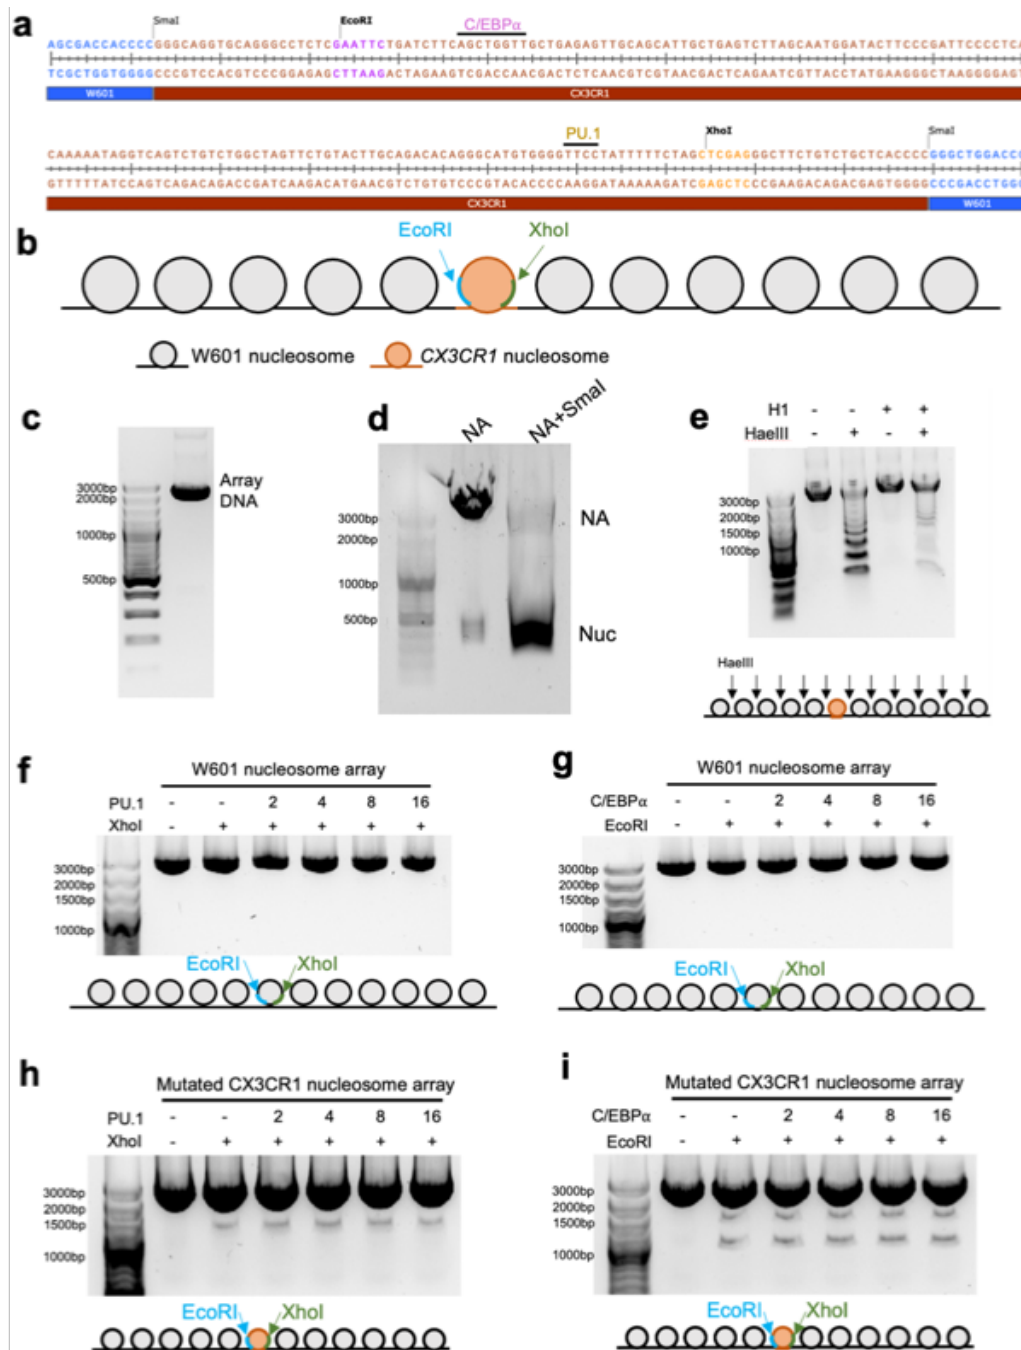 a
SmaI
EcoRI
C/EBPα
AGCGACCACCCCGGGCAGGTGCAGGGCCTCTCGAATTCTGATCTTCAGCTGGTTGCTGAGAGTTGCAGCATTGCTGAGTCTTAGCAATGGATACTTCCCGATTCCCCTCA
TCGCTGGTGGGGCCCGTCCACGTCCCGGAGAGCTTAAGACTAGAAGTCGACCAACGACTCTCAACGTCGTAACGACTCAGAATCGTTACCTATGAAGGGCTAAGGGGAGT
W601
CX3CR1
PU.1
XhoI
SmaI
CAAAAATAGGTCAGTCTGTCTGGCTAGTTCTGTACTTGCAGACACAGGGCATGTGGGGTTCCTATTTTTCTAGCTCGAGGGCTTCTGTCTGCTCACCCCGGGCTGGACCC
GTTTTTATCCAGTCAGACAGACCGATCAAGACATGAACGTCTGTGTCCCGTACACCCCAAGGATAAAAAGATCGAGCTCCCGAAGACAGACGAGTGGGGCCCGACCTGGG
CX3CR1
W601
b
EcoRI
XhoI
W601 nucleosome
CX3CR1 nucleosome
c
3000bp
2000bp
1000bp
500bp
Array
DNA
d
NA
NA+SmaI
3000bp
2000bp
1000bp
500bp
NA
Nuc
e
H1 - - + +
HaeIII - + - +
3000bp
2000bp
1500bp
1000bp
HaeIII
f
W601 nucleosome array
PU.1 - - 2 4 8 16
XhoI - + + + + +
3000bp
2000bp
1500bp
1000bp
EcoRI
XhoI
g
W601 nucleosome array
C/EBPα - - 2 4 8 16
EcoRI - + + + + +
3000bp
2000bp
1500bp
1000bp
EcoRI
XhoI
h
Mutated CX3CR1 nucleosome array
PU.1 - - 2 4 8 16
XhoI - + + + + +
3000bp
2000bp
1500bp
1000bp
EcoRI
XhoI
i
Mutated CX3CR1 nucleosome array
C/EBPα - - 2 4 8 16
EcoRI - + + + + +
3000bp
2000bp
1500bp
1000bp
EcoRI
XhoI